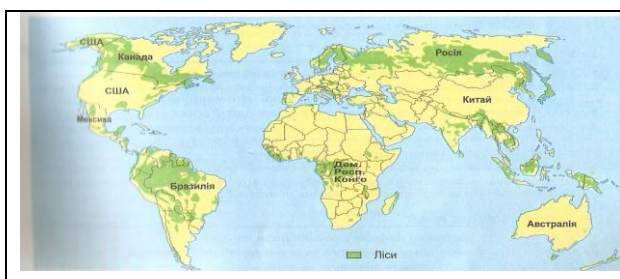 США
Канада
США
Мексика
Бразилія
Дем.
Респ.
Конго
Росія
Китай
Австралія
Ліси